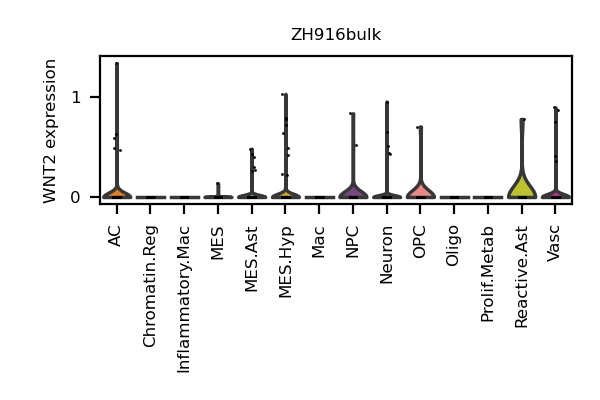 ZH916bulk
WNT2 expression
1
0
AC
Chromatin.Reg
Inflammatory.Mac
MES
MES.Ast
MES.Hyp
Mac
NPC
Neuron
OPC
Oligo
Prolif.Metab
Reactive.Ast
Vasc